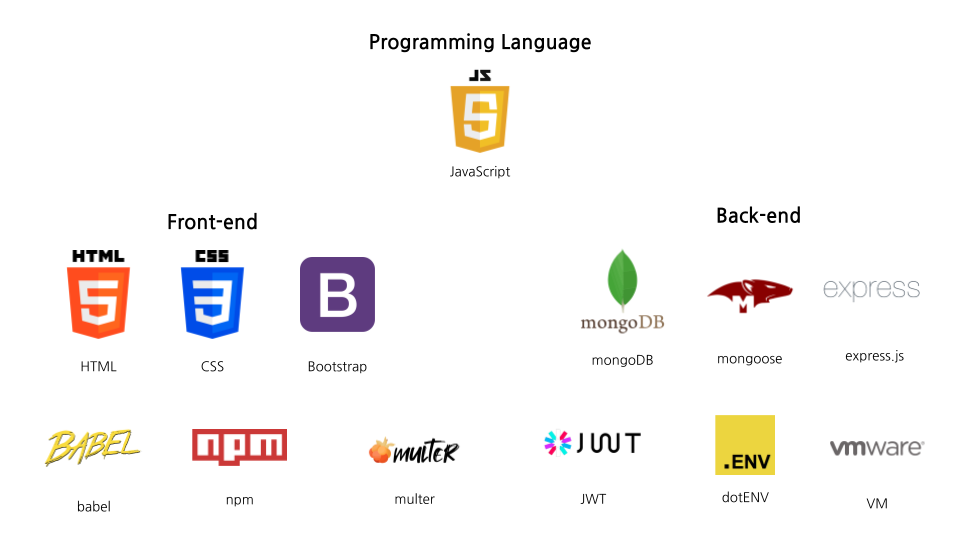 Programming Language
JS
JavaScript
Front-end
Back-end
HTML
CSS
B
mongoDB
M
express
HTML
CSS
Bootstrap
mongoDB
mongoose
express.js
BABEL
npm
multer
JWT
.ENV
vmware
babel
npm
multer
JWT
dotENV
VM